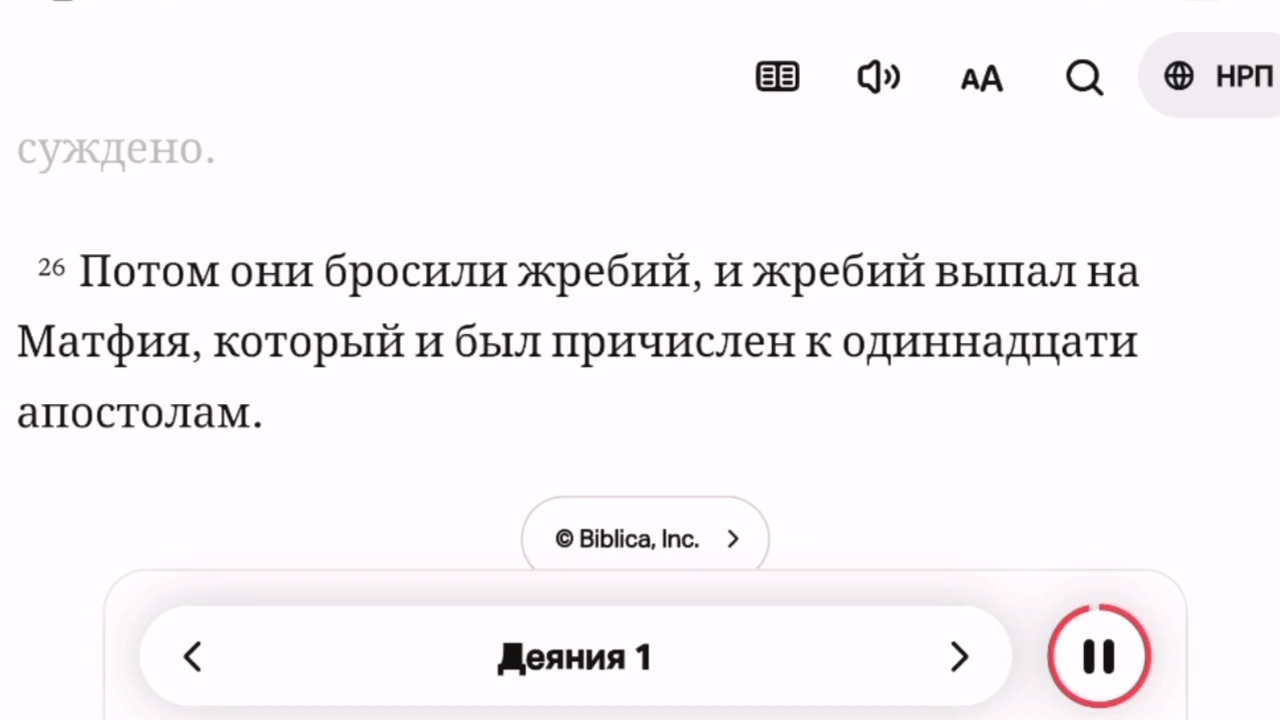 AA
НРП
суждено.
26 Потом они бросили жребий, и жребий выпал на
Матфия, который и был причислен к одиннадцати
апостолам.
© Biblica, Inc.
Деяния 1